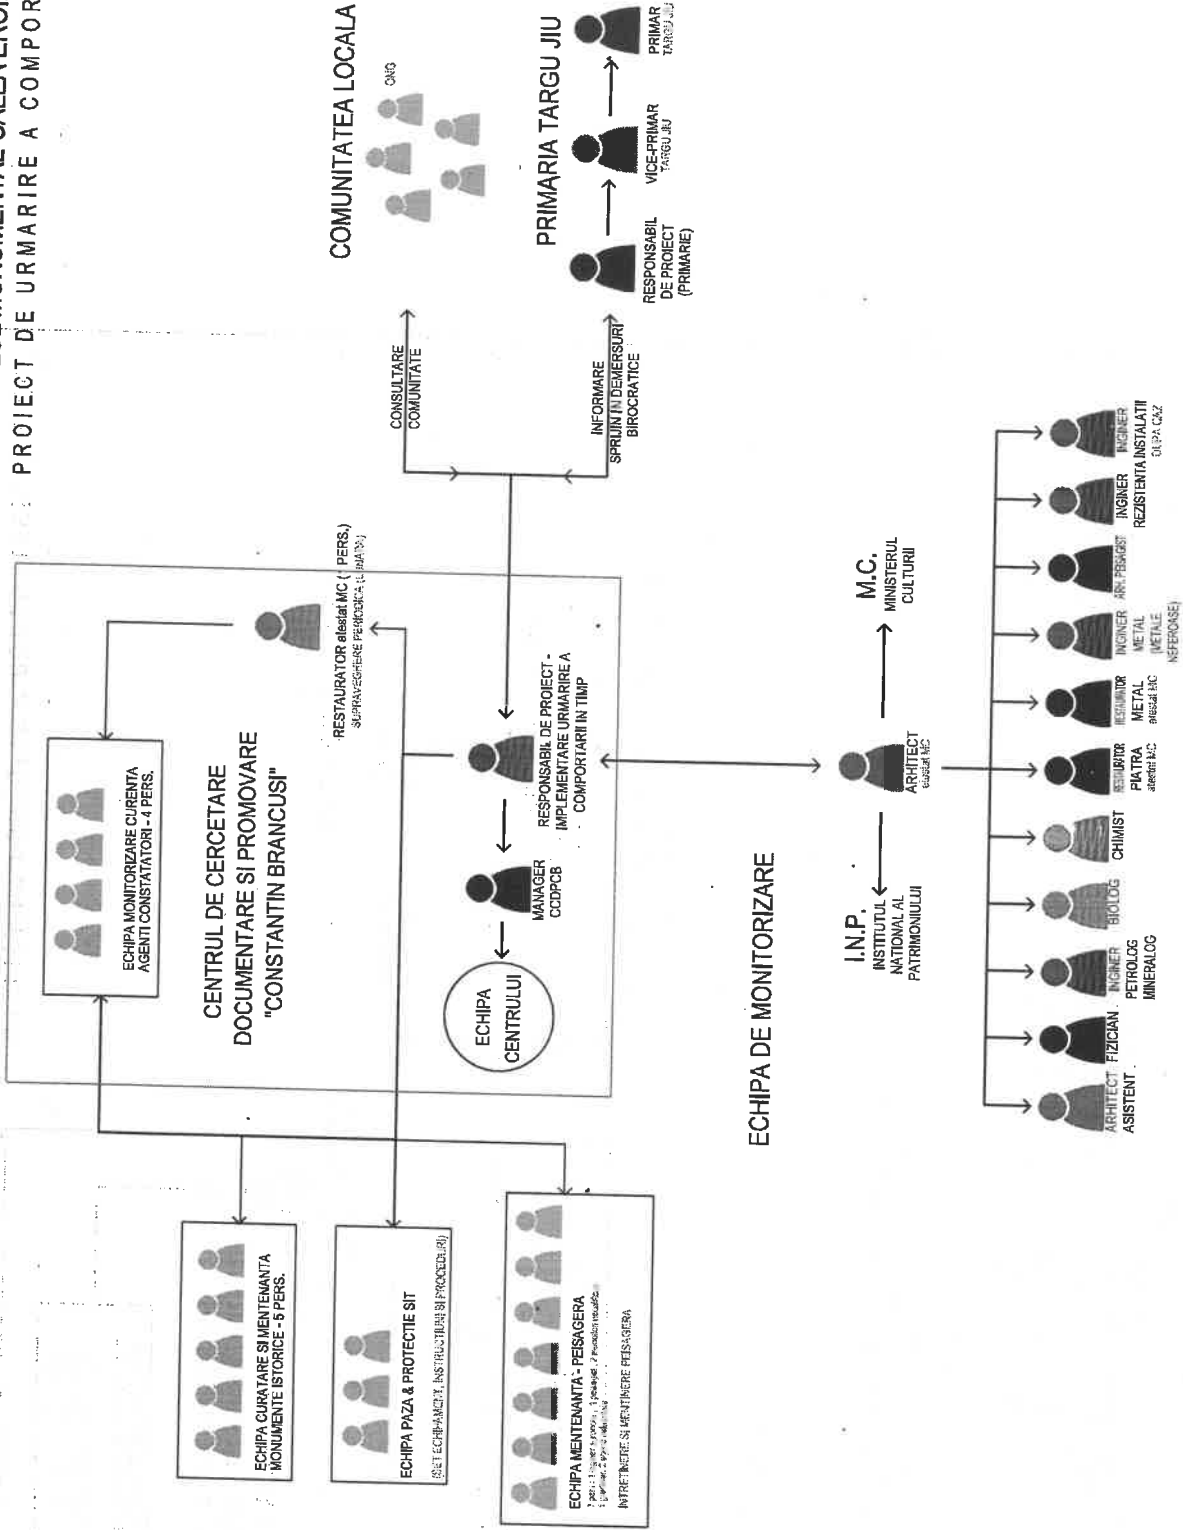 PROIECT DE URMARIRE A COMPOR
COMUNITATEA LOCALA
ONG
PRIMARIA TARGU JIU
RESPONSABIL
DE PROIECT
(PRIMARIE)
VICE-PRIMAR
TARGU JIU
PRIMAR
TARGU JIU
CONSULTARE
COMUNITATE
INFORMARE
SPRIJIN IN DEMERSURI
BIROCRATICE
ECHIPA MONITORIZARE CURENTA
AGENTI CONSTATATORI - 4 PERS.
CENTRUL DE CERCETARE
DOCUMENTARE SI PROMOVARE
"CONSTANTIN BRANCUSI"
RESTAURATOR atestat MC ( PERS.)
SUPRAVEGHERE PERIODICA
RESPONSABIL DE PROIECT -
IMPLEMENTARE URMARIRE A
COMPORTARII IN TIMP
MANAGER
CCDPCB
ECHIPA
CENTRULUI
ECHIPA CURATARE SI MENTENANTA
MONUMENTE ISTORICE - 5 PERS.
ECHIPA PAZA & PROTECTIE SIT
(SET ECHIPAMENT, INSTRUCTIUNI SI PROCEDURI)
ECHIPA MENTENANTA - PEISAGERA
INTRETINERE SI MENTINERE PEISAGERA
ECHIPA DE MONITORIZARE
I.N.P.
INSTITUTUL
NATIONAL AL
PATRIMONIULUI
ARHITECT
atestat MC
M.C.
MINISTERUL
CULTURII
ARHITECT
ASISTENT
FIZICIAN
INGINER
PETROLOG
MINERALOG
BIOLOG
CHIMIST
RESTAURATOR
PIATRA
atestat MC
RESTAURATOR
METAL
atestat MC
INGINER
METAL
(METALE
NEFEROASE)
ARH. PEISAGIST
INGINER
REZISTENTA
INGINER
INSTALATII
DUPA CAZ